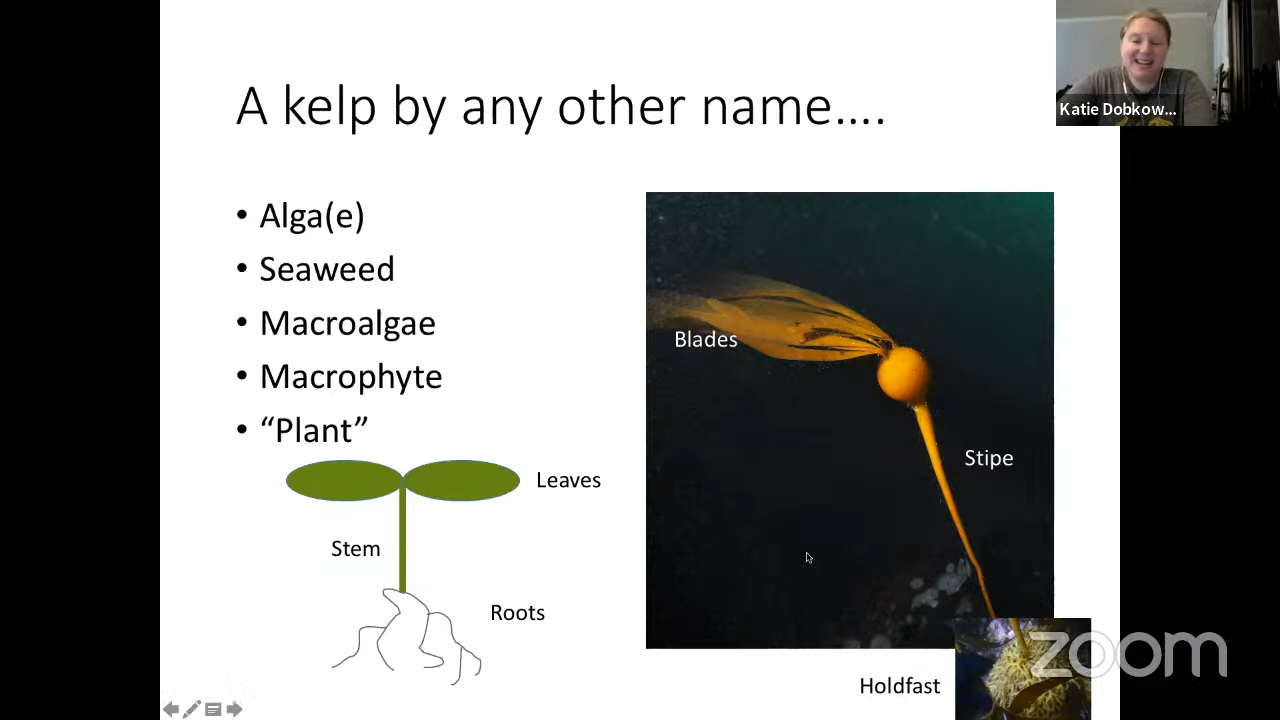 A kelp by any other name....
Katie Dobkow...
• Alga(e)
• Seaweed
• Macroalgae
• Macrophyte
• “Plant”
Leaves
Stem
Roots
Blades
Stipe
Holdfast
zoom